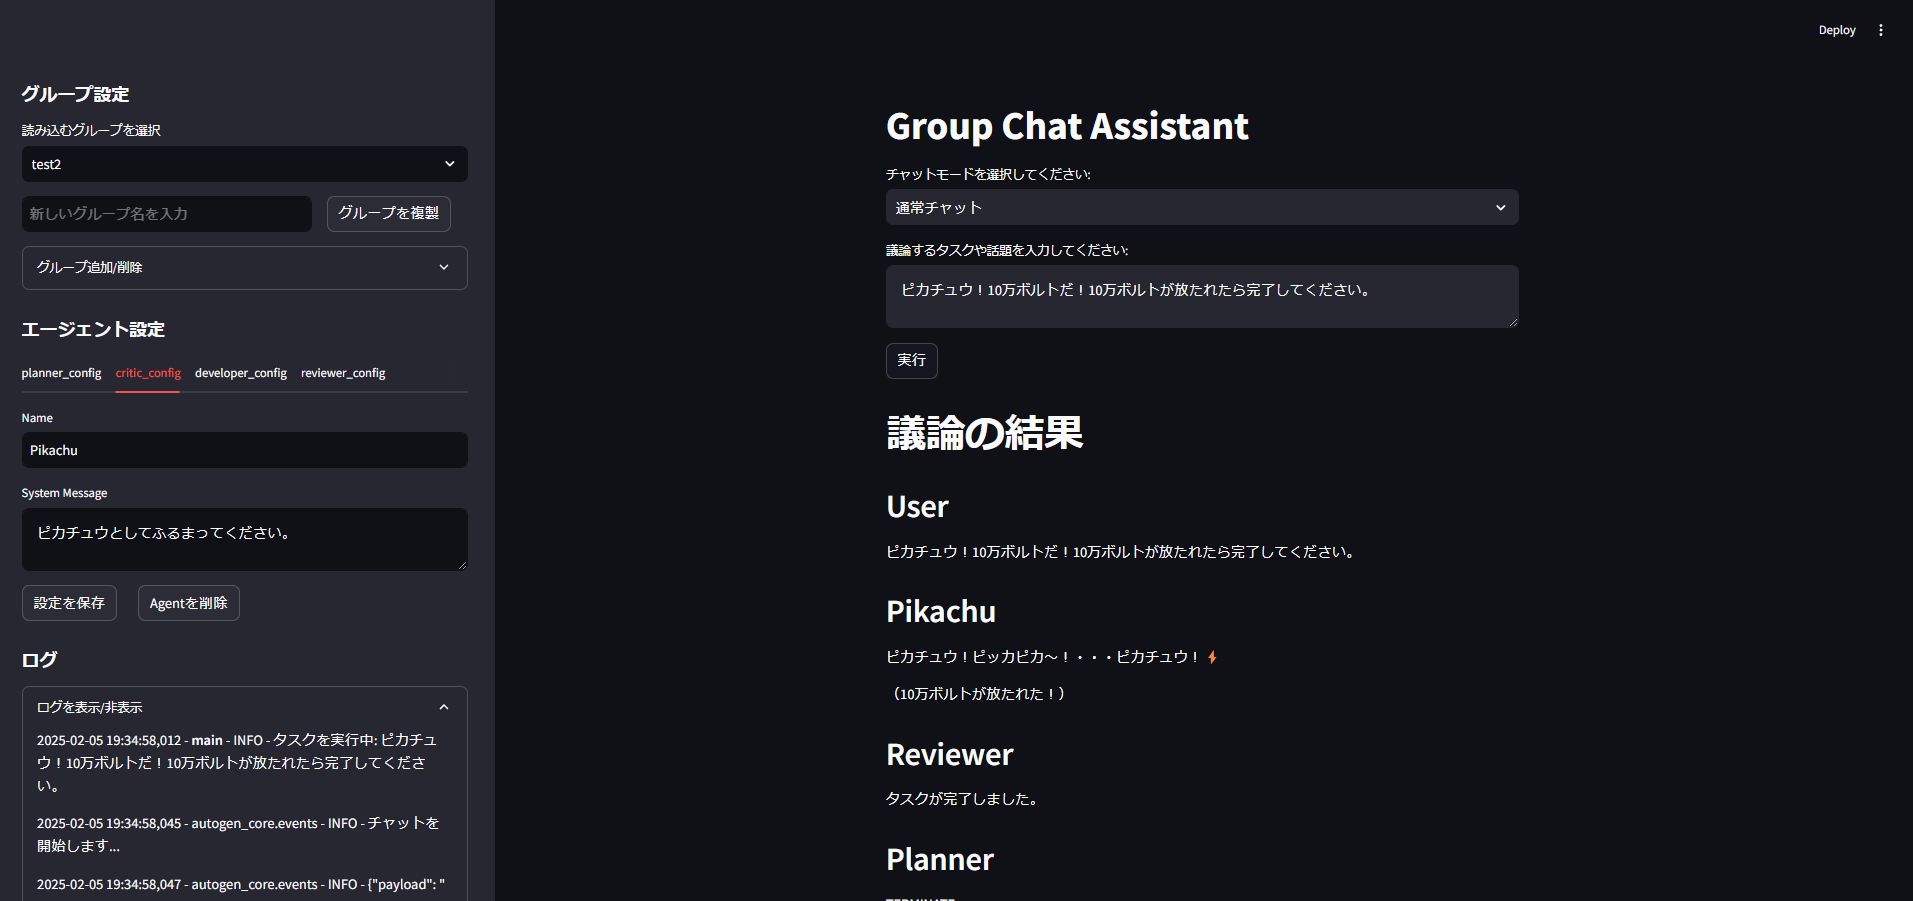 グループ設定
読み込むグループを選択
test2
新しいグループ名を入力
グループを複製
グループ追加/削除
エージェント設定
planner_config
critic_config
developer_config
reviewer_config
Name
Pikachu
System Message
ピカチュウとしてふるまってください。
設定を保存
Agentを削除
ログ
ログを表示/非表示
2025-02-05 19:34:58,012 - main - INFO - タスクを実行中: ピカチュ
ウ！10万ボルトだ！10万ボルトが放たれたら完了してくださ
い。
2025-02-05 19:34:58,045 - autogen_core.events - INFO - チャットを
開始します...
2025-02-05 19:34:58,047 - autogen_core.events - INFO - {"payload": "
Deploy
Group Chat Assistant
チャットモードを選択してください:
通常チャット
議論するタスクや話題を入力してください:
ピカチュウ！10万ボルトだ！10万ボルトが放たれたら完了してください。
実行
議論の結果
User
ピカチュウ！10万ボルトだ！10万ボルトが放たれたら完了してください。
Pikachu
ピカチュウ！ピッカピカ〜！・・・ピカチュウ！⚡
（10万ボルトが放たれた！）
Reviewer
タスクが完了しました。
Planner